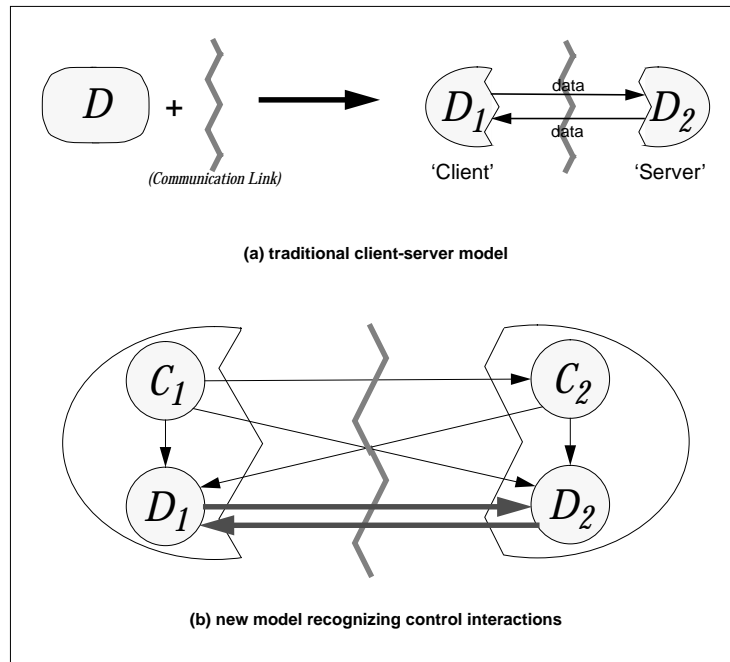 D + (Communication Link)
D1 data data D2
‘Client’ ‘Server’
(a) traditional client-server model
C1 C2
D1 D2
(b) new model recognizing control interactions